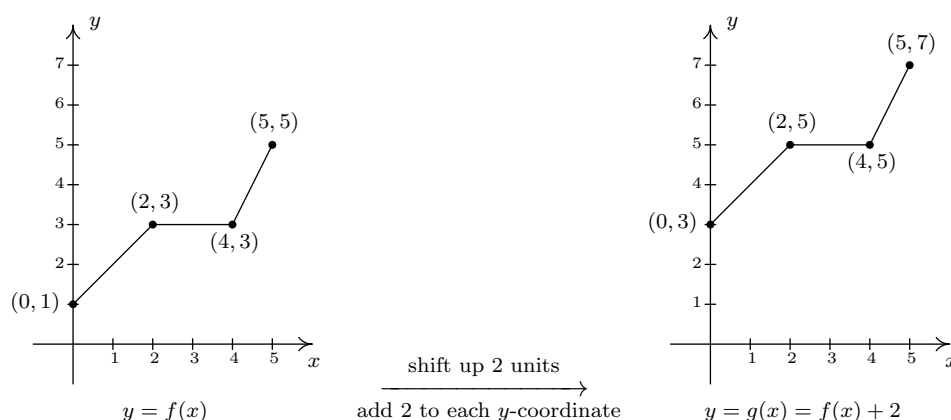 y
7
6
5
4
3
2
(0, 1)
(2, 3)
(4, 3)
(5, 5)
1 2 3 4 5
x
y = f(x)
shift up 2 units
add 2 to each y-coordinate
y
7
6
5
4
3
2
1
(0, 3)
(2, 5)
(4, 5)
(5, 7)
1 2 3 4 5
x
y = g(x) = f(x) + 2